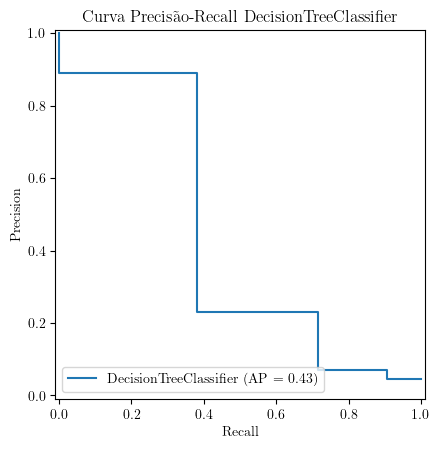 Curva Precisão-Recall DecisionTreeClassifier
1.0
0.8
0.6
0.4
0.2
0.0
Precision
DecisionTreeClassifier (AP = 0.43)
0.0 0.2 0.4 0.6 0.8 1.0
Recall